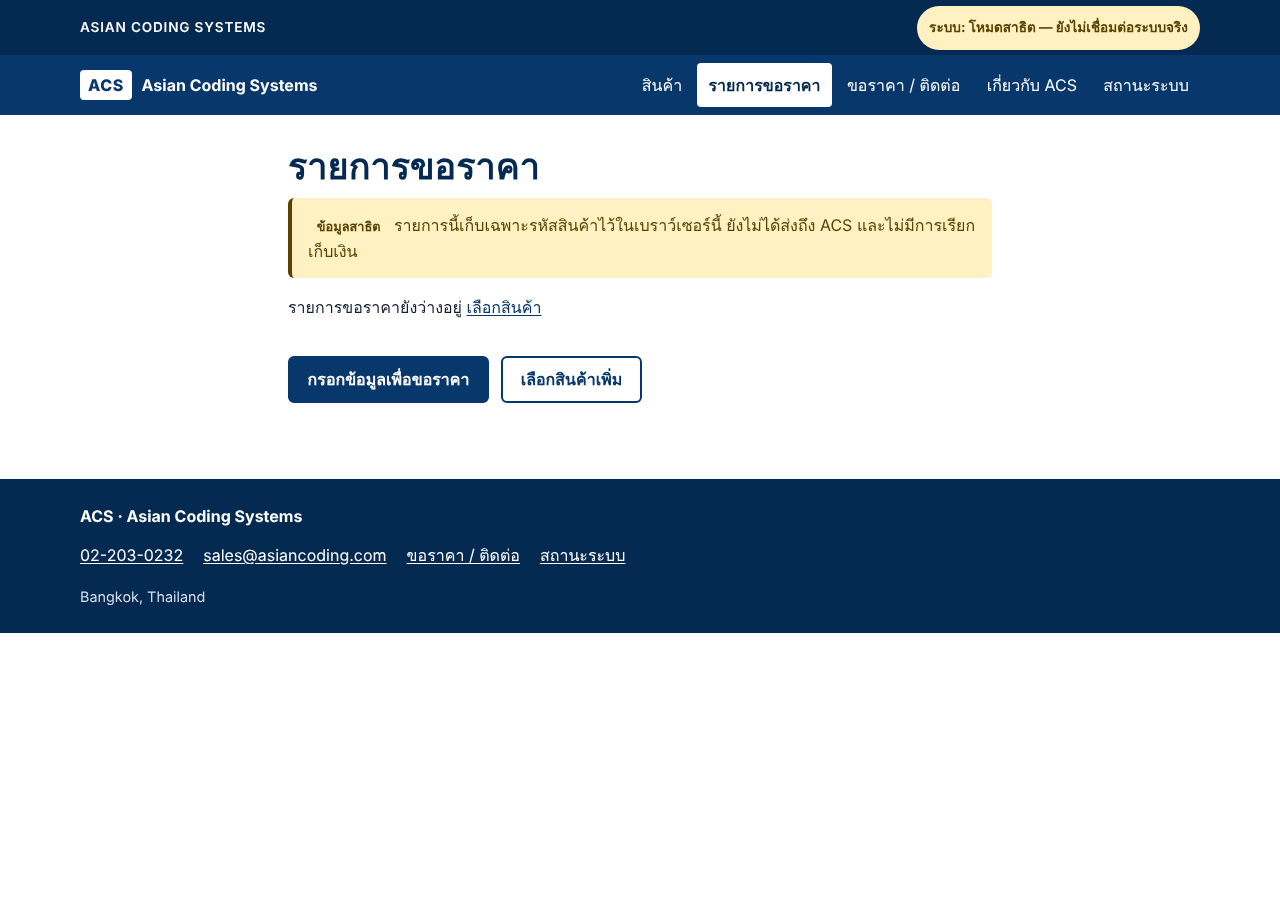 ASIAN CODING SYSTEMS
ระบบ: โหมดสาธิต — ยังไม่เชื่อมต่อระบบจริง
ACS Asian Coding Systems
สินค้า รายการขอราคา ขอราคา / ติดต่อ เกี่ยวกับ ACS สถานะระบบ
รายการขอราคา
ข้อมูลสาธิต รายการนี้เก็บเฉพาะรหัสสินค้าไว้ในเบราว์เซอร์นี้ ยังไม่ได้ส่งถึง ACS และไม่มีการเรียก
เก็บเงิน
รายการขอราคายังว่างอยู่ เลือกสินค้า
กรอกข้อมูลเพื่อขอราคา เลือกสินค้าเพิ่ม
ACS · Asian Coding Systems
02-203-0232 sales@asiancoding.com ขอราคา / ติดต่อ สถานะระบบ
Bangkok, Thailand